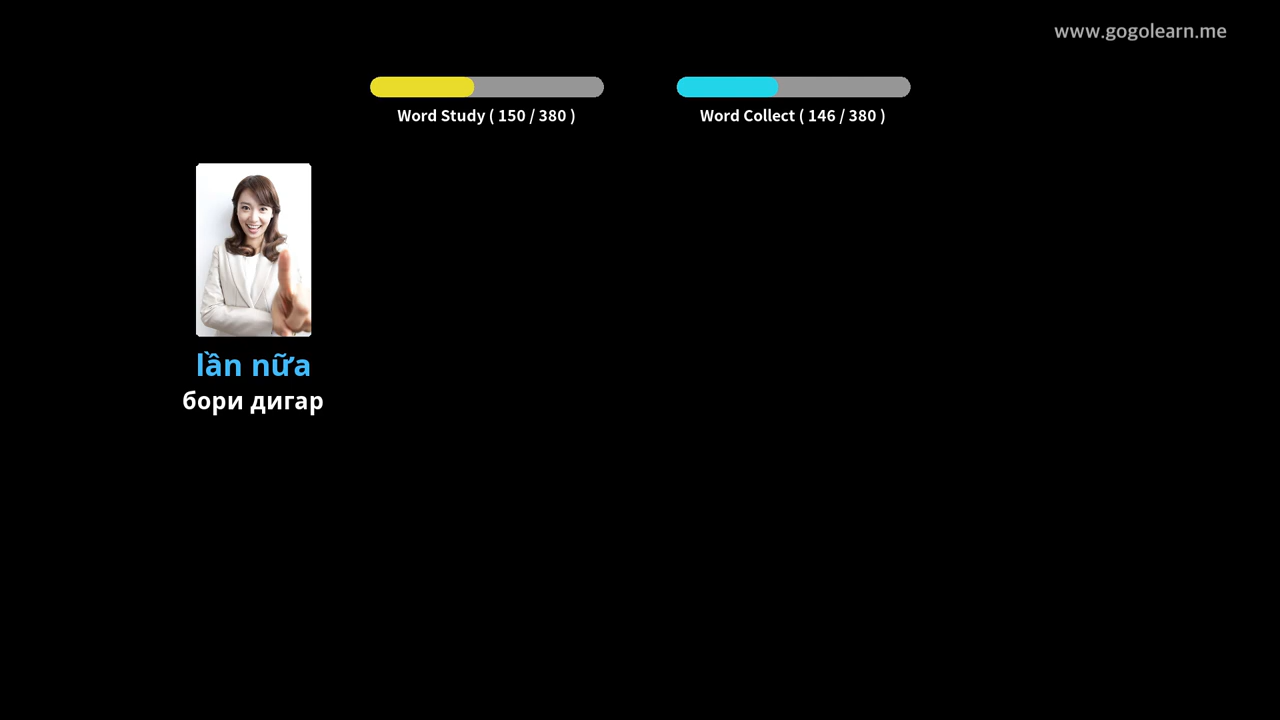 www.gogolearn.me
Word Study ( 150 / 380 )
Word Collect ( 146 / 380 )
lần nữa
бори дигар